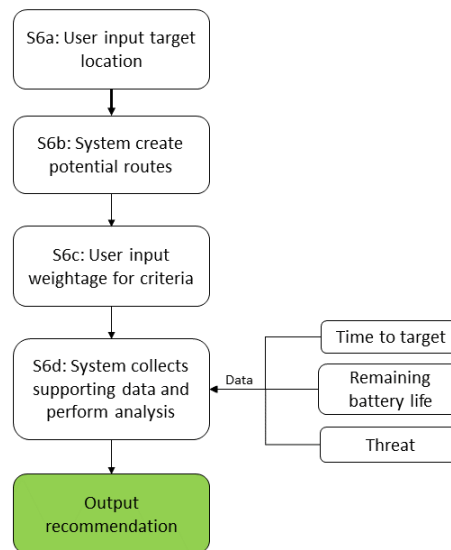 S6a: User input target
location
S6b: System create
potential routes
S6c: User input
weightage for criteria
S6d: System collects
supporting data and
perform analysis
Data
Time to target
Remaining
battery life
Threat
Output
recommendation